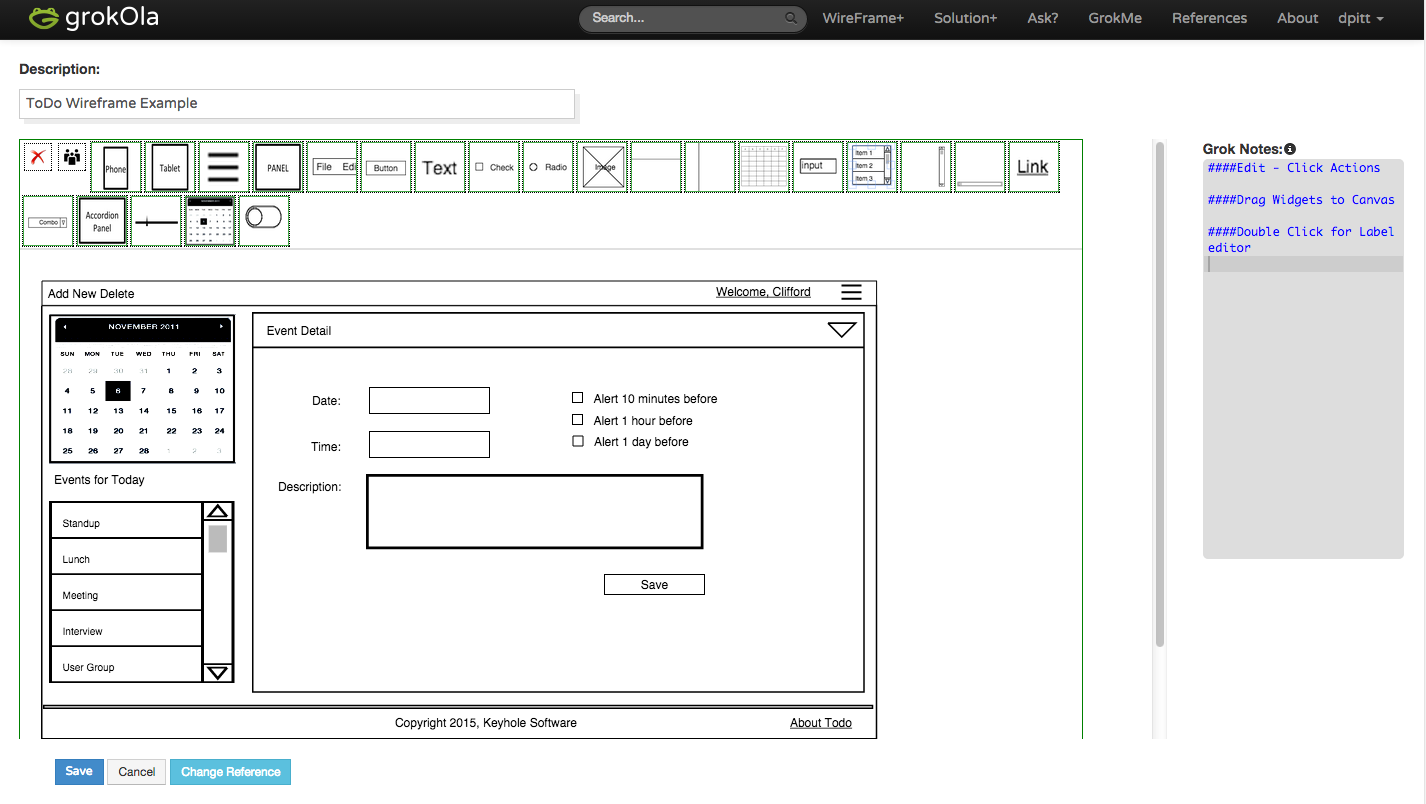 grokOla
Search...
WireFrame+ Solution+ Ask? GrokMe References About dpitt
Description:
ToDo Wireframe Example
Phone Tablet PANEL File Edi Button Text Check Radio Image input Item 1 Link
Item 2
Item 3
Combo Accordion
Panel
Grok Notes:
####Edit - Click Actions
####Drag Widgets to Canvas
####Double Click for Label
editor
Add New Delete Welcome, Clifford
NOVEMBER 2011
SUN MON TUE WED THU FRI SAT
28 29 30 31 1 2 3
4 5 6 7 8 9 10
11 12 13 14 15 16 17
18 19 20 21 22 23 24
25 26 27 28 1 2 3
Events for Today
Standup
Lunch
Meeting
Interview
User Group
Event Detail
Date:
Time:
Description:
Alert 10 minutes before
Alert 1 hour before
Alert 1 day before
Save
Copyright 2015, Keyhole Software About Todo
Save Cancel Change Reference